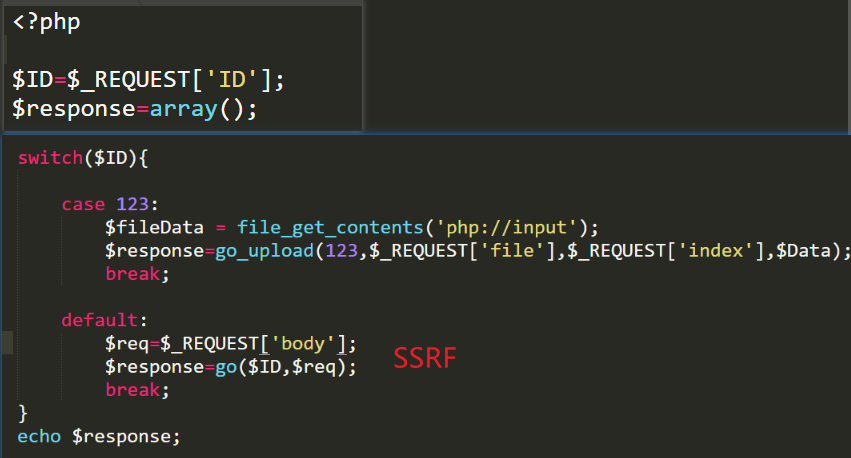 <?php
$ID=$_REQUEST['ID'];
$response=array();
switch($ID){
case 123:
$fileData = file_get_contents('php://input');
$response=go_upload(123,$_REQUEST['file'],$_REQUEST['index'],$Data);
break;
default:
$req=$_REQUEST['body'];
$response=go($ID,$req);
SSRF
break;
}
echo $response;